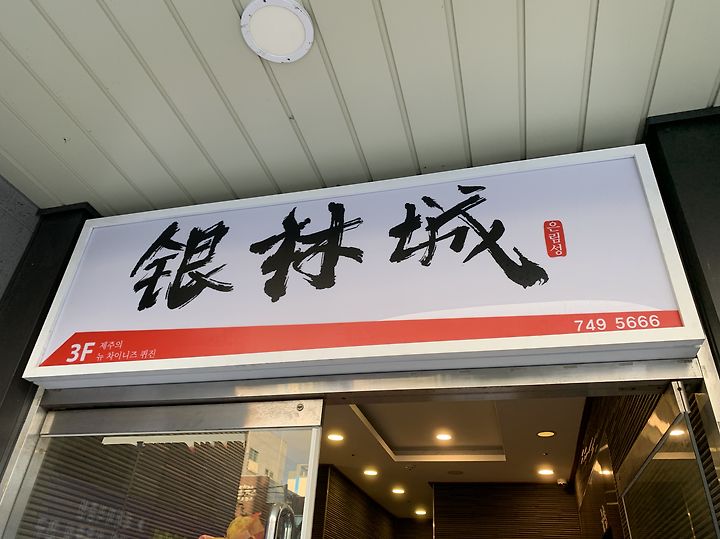 銀林城
은림성
749 5666
3F
제주의
뉴 차이니즈 퀴진